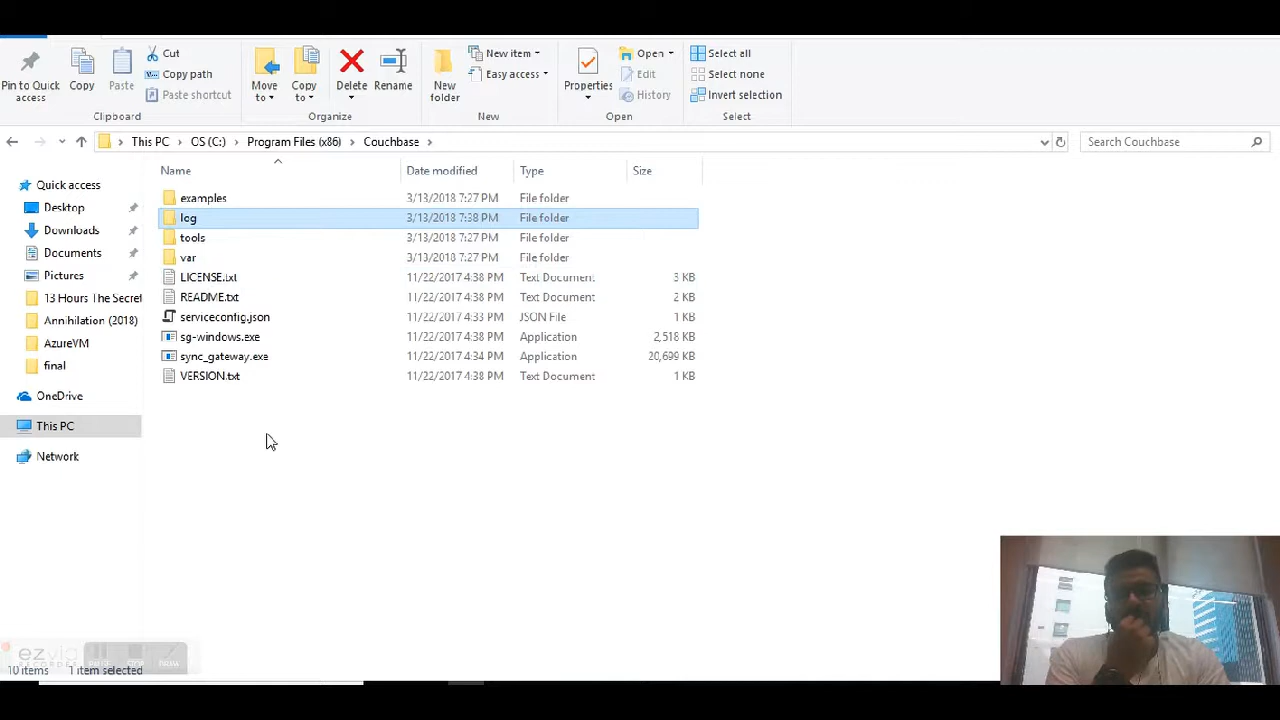 Cut
Copy path
Paste shortcut
Pin to Quick access
Copy
Paste
Clipboard
Move to
Copy to
Delete
Rename
Organize
New item
Easy access
New folder
New
Properties
Open
Edit
History
Open
Select all
Select none
Invert selection
Select
This PC > OS (C:) > Program Files (x86) > Couchbase >
Search Couchbase
Name Date modified Type Size
Quick access
Desktop
Downloads
Documents
Pictures
13 Hours The Secret
Annihilation (2018)
AzureVM
final
OneDrive
This PC
Network
examples 3/13/2018 7:27 PM File folder
log 3/13/2018 7:38 PM File folder
tools 3/13/2018 7:27 PM File folder
var 3/13/2018 7:27 PM File folder
LICENSE.txt 11/22/2017 4:38 PM Text Document 3 KB
README.txt 11/22/2017 4:38 PM Text Document 2 KB
serviceconfig.json 11/22/2017 4:33 PM JSON File 1 KB
sg-windows.exe 11/22/2017 4:38 PM Application 2,518 KB
sync_gateway.exe 11/22/2017 4:34 PM Application 20,699 KB
VERSION.txt 11/22/2017 4:38 PM Text Document 1 KB
ezvid
RECORDER
PAUSE STOP DRAW
10 items 1 item selected